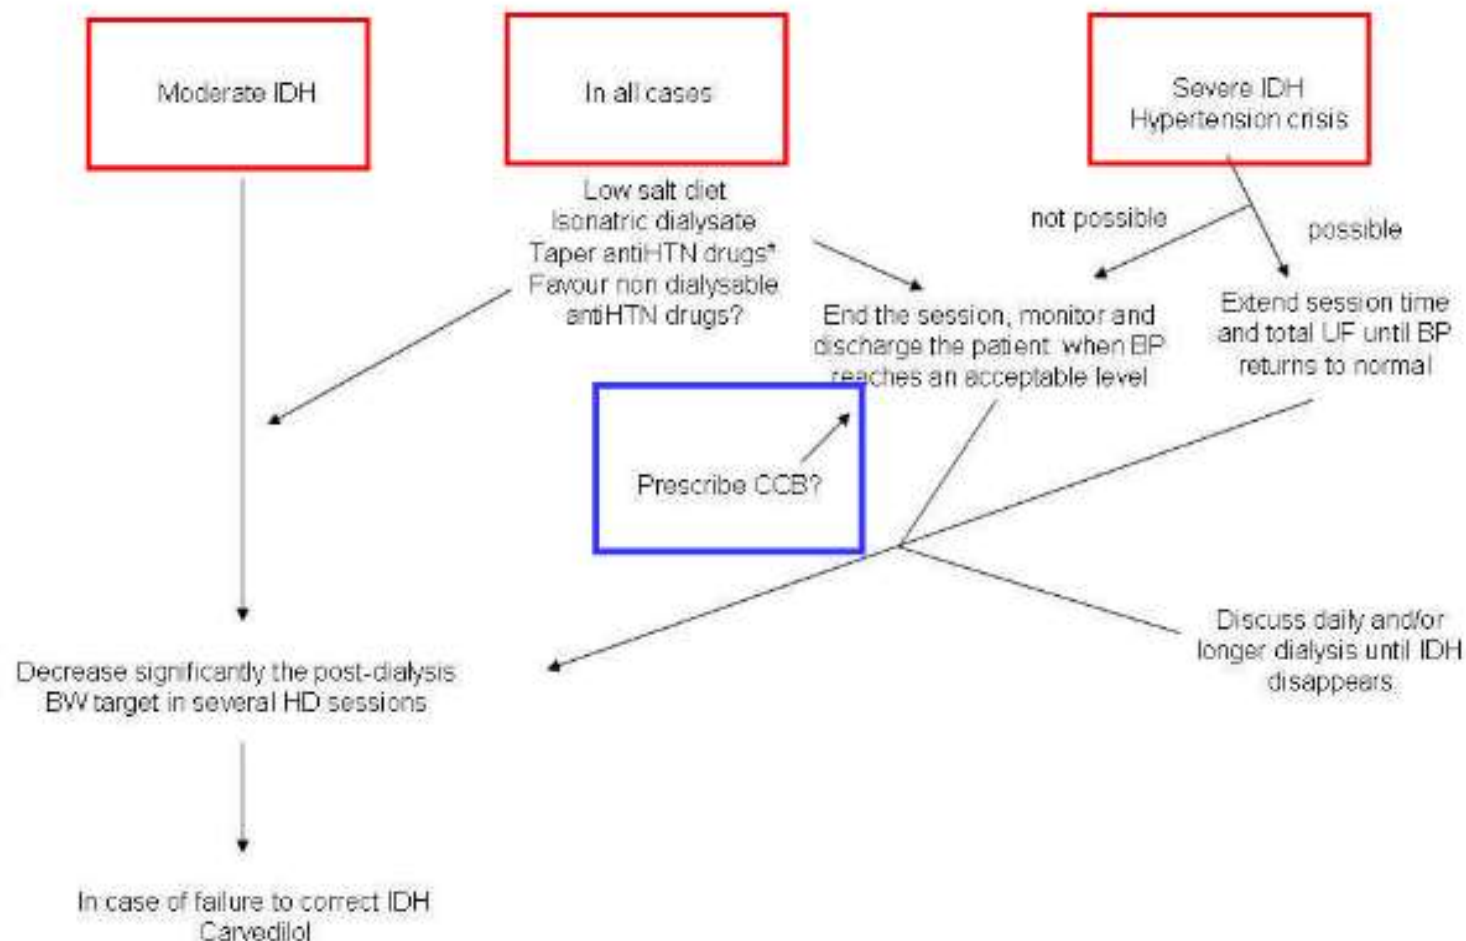 Moderate IDH
In all cases
Severe IDH
Hypertension crisis
Low salt diet
Isonatric dialysate
Taper antiHTN drugs*
Favour non dialysable
antiHTN drugs?
not possible
possible
End the session, monitor and
discharge the patient when BP
reaches an acceptable level
Extend session time
and total UF until BP
returns to normal
Prescribe CCB?
Discuss daily and/or
longer dialysis until IDH
disappears
Decrease significantly the post-dialysis
BW target in several HD sessions
In case of failure to correct IDH
Carvedilol